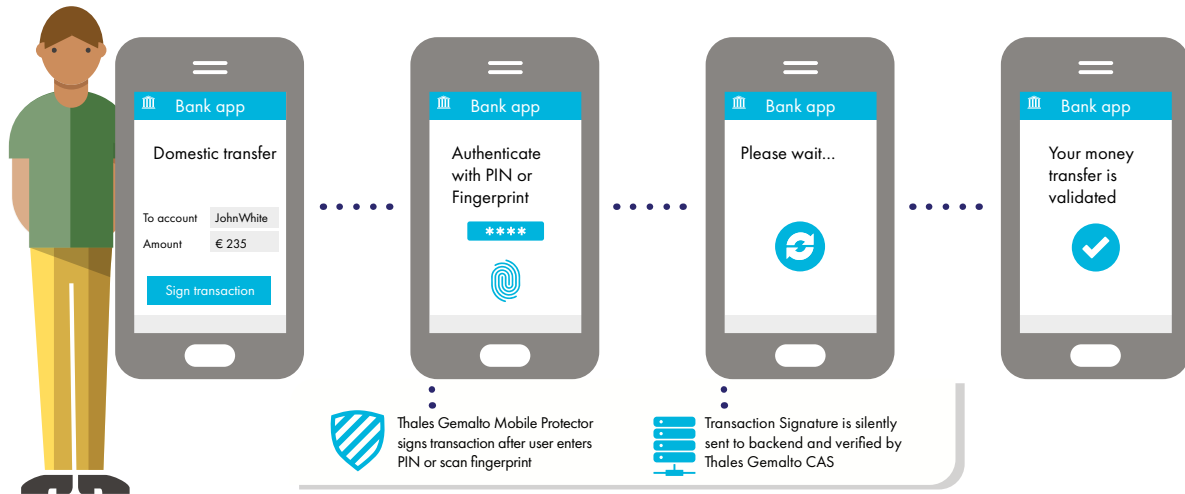 Bank app
Domestic transfer
To account JohnWhite
Amount € 235
Sign transaction
Bank app
Authenticate
with PIN or
Fingerprint
****
Bank app
Please wait...
Bank app
Your money
transfer is
validated
Thales Gemalto Mobile Protector
signs transaction after user enters
PIN or scan fingerprint
Transaction Signature is silently
sent to backend and verified by
Thales Gemalto CAS